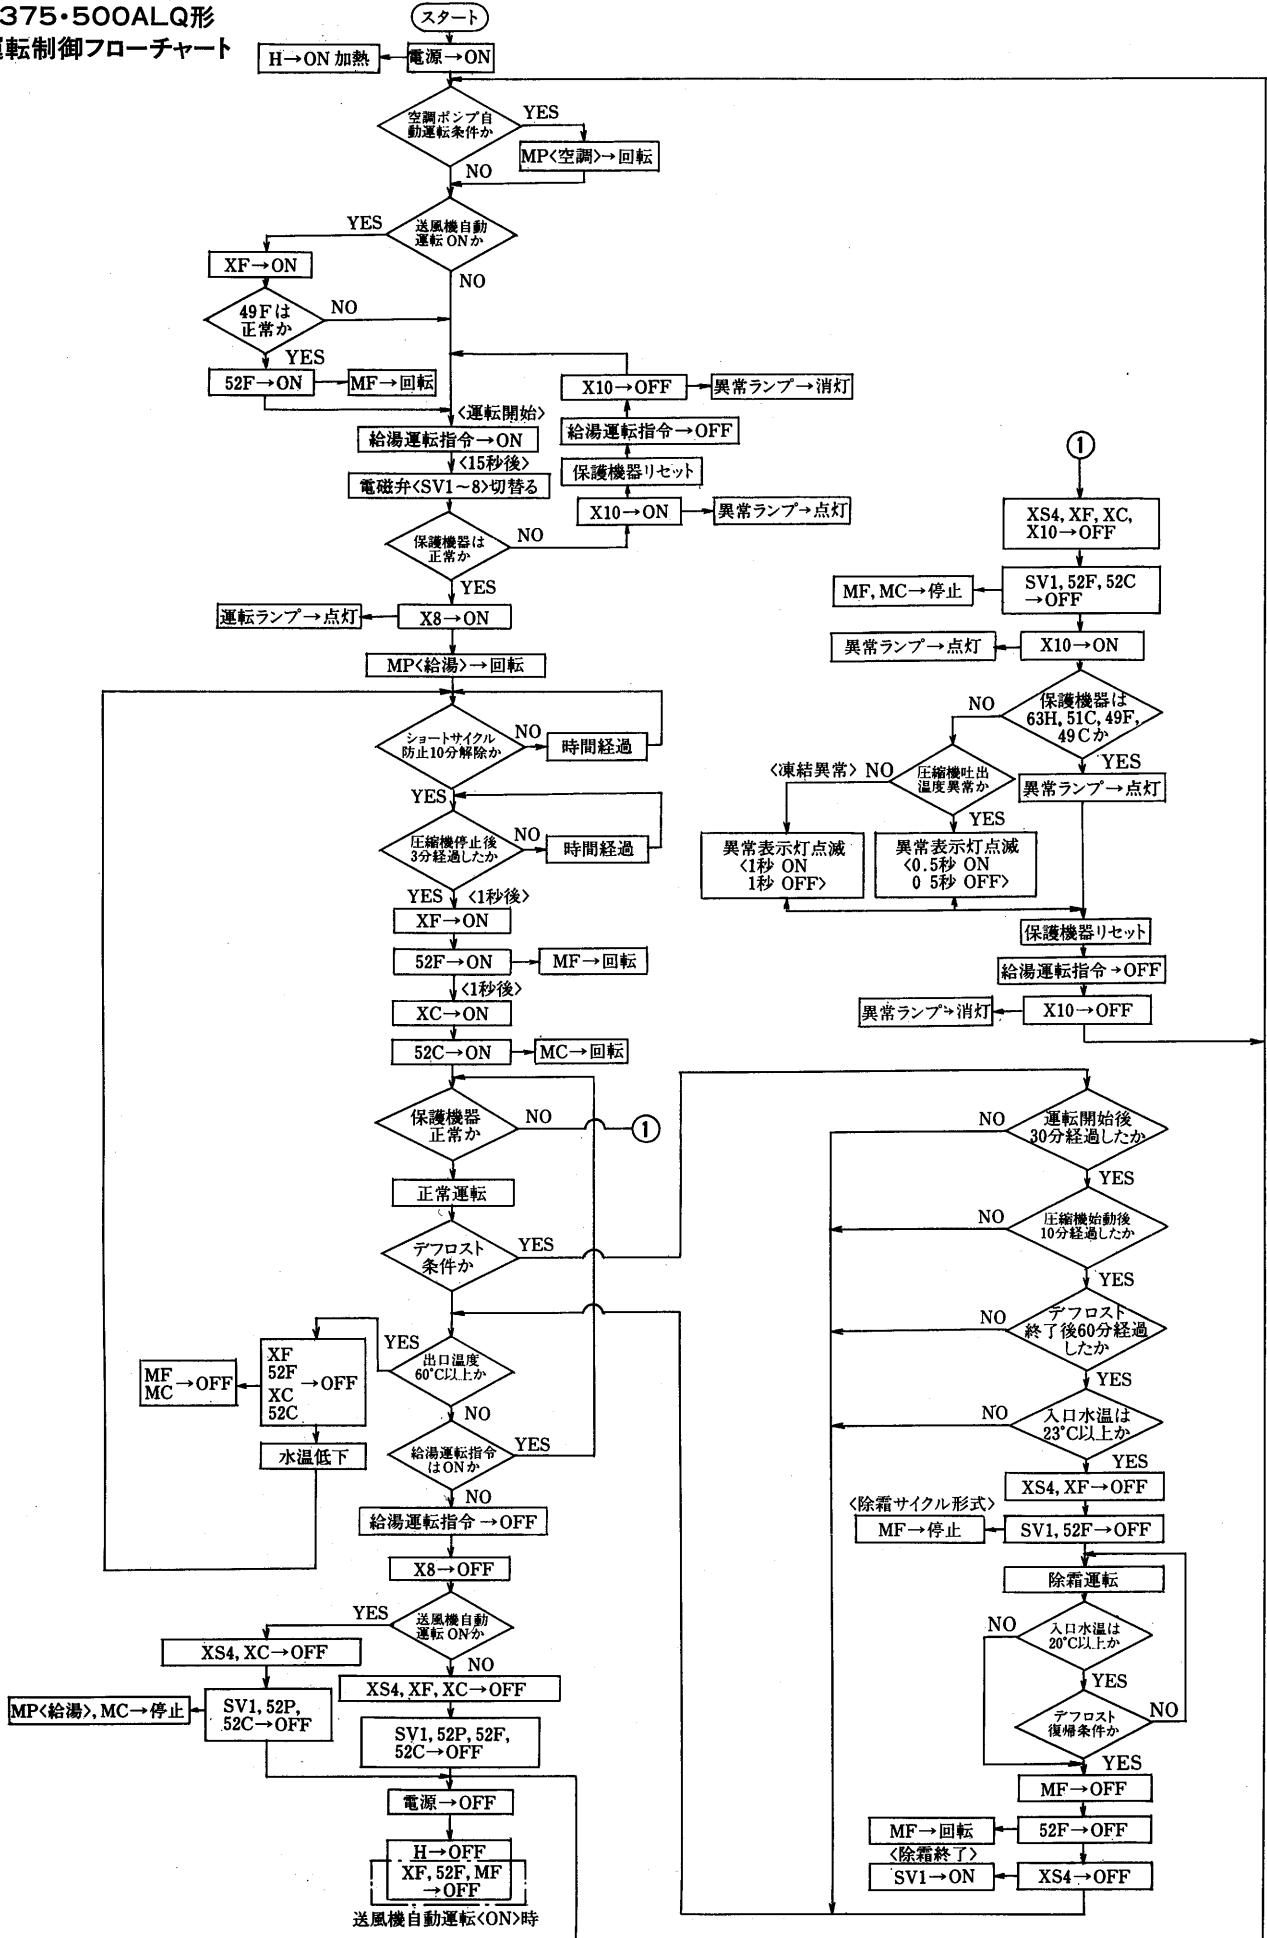 375・500ALQ形
転制御フローチャート
スタート
電源→ON
H→ON 加熱
空調ポンプ自
動運転条件か
YES
MP<空調>→回転
NO
送風機自動
運転ONか
YES
XF→ON
NO
49Fは
正常か
NO
YES
52F→ON
MF→回転
<運転開始>
給湯運転指令→ON
<15秒後>
電磁弁<SV1～8>切替る
保護機器は
正常か
NO
X10→ON
異常ランプ→点灯
保護機器リセット
給湯運転指令→OFF
X10→OFF
異常ランプ→消灯
YES
X8→ON
運転ランプ→点灯
MP<給湯>→回転
ショートサイクル
防止10分解除か
NO
時間経過
YES
圧縮機停止後
3分経過したか
NO
時間経過
YES
<1秒後>
XF→ON
52F→ON
MF→回転
<1秒後>
XC→ON
52C→ON
MC→回転
保護機器
正常か
NO
1
正常運転
デフロスト
条件か
YES
出口温度
60℃以上か
YES
XF
52F
→OFF
XC
52C
MF
MC
→OFF
水温低下
NO
給湯運転指令
はONか
YES
NO
給湯運転指令→OFF
X8→OFF
送風機自動
運転ONか
YES
XS4, XC→OFF
SV1, 52P,
52C→OFF
MP<給湯>, MC→停止
NO
XS4, XF, XC→OFF
SV1, 52P, 52F,
52C→OFF
電源→OFF
H→OFF
XF, 52F, MF
→OFF
送風機自動運転<ON>時
1
XS4, XF, XC,
X10→OFF
SV1, 52F, 52C
→OFF
MF, MC→停止
X10→ON
異常ランプ→点灯
保護機器は
63H, 51C, 49F,
49Cか
NO
YES
異常ランプ→点灯
圧縮機吐出
温度異常か
<凍結異常> NO
YES
異常表示灯点滅
<1秒 ON
1秒 OFF>
異常表示灯点滅
<0.5秒 ON
0 5秒 OFF>
保護機器リセット
給湯運転指令→OFF
X10→OFF
異常ランプ→消灯
運転開始後
30分経過したか
NO
YES
圧縮機始動後
10分経過したか
NO
YES
デフロスト
終了後60分経過
したか
NO
YES
入口水温は
23℃以上か
NO
YES
XS4, XF→OFF
<除霜サイクル形式>
SV1, 52F→OFF
MF→停止
除霜運転
入口水温は
20℃以上か
NO
YES
デフロスト
復帰条件か
NO
YES
MF→OFF
52F→OFF
MF→回転
<除霜終了>
XS4→OFF
SV1→ON